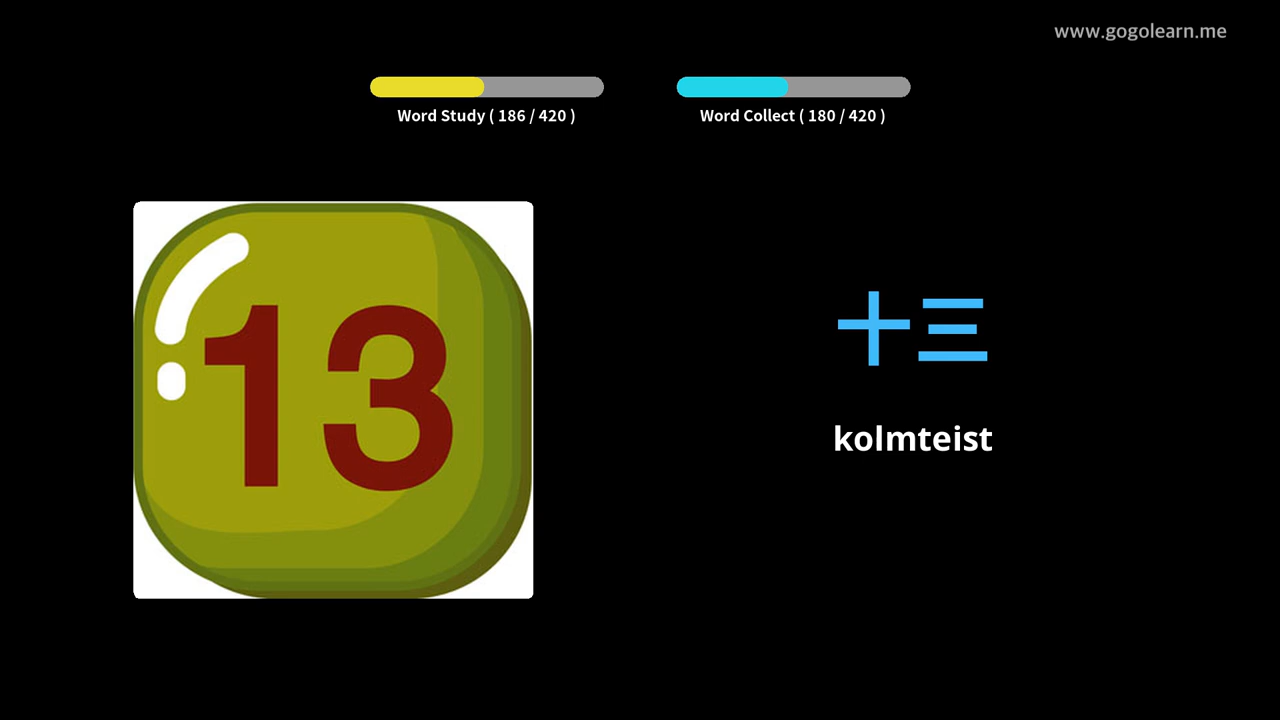 www.gogolearn.me
Word Study ( 186 / 420 )
Word Collect ( 180 / 420 )
13
十三
kolmteist